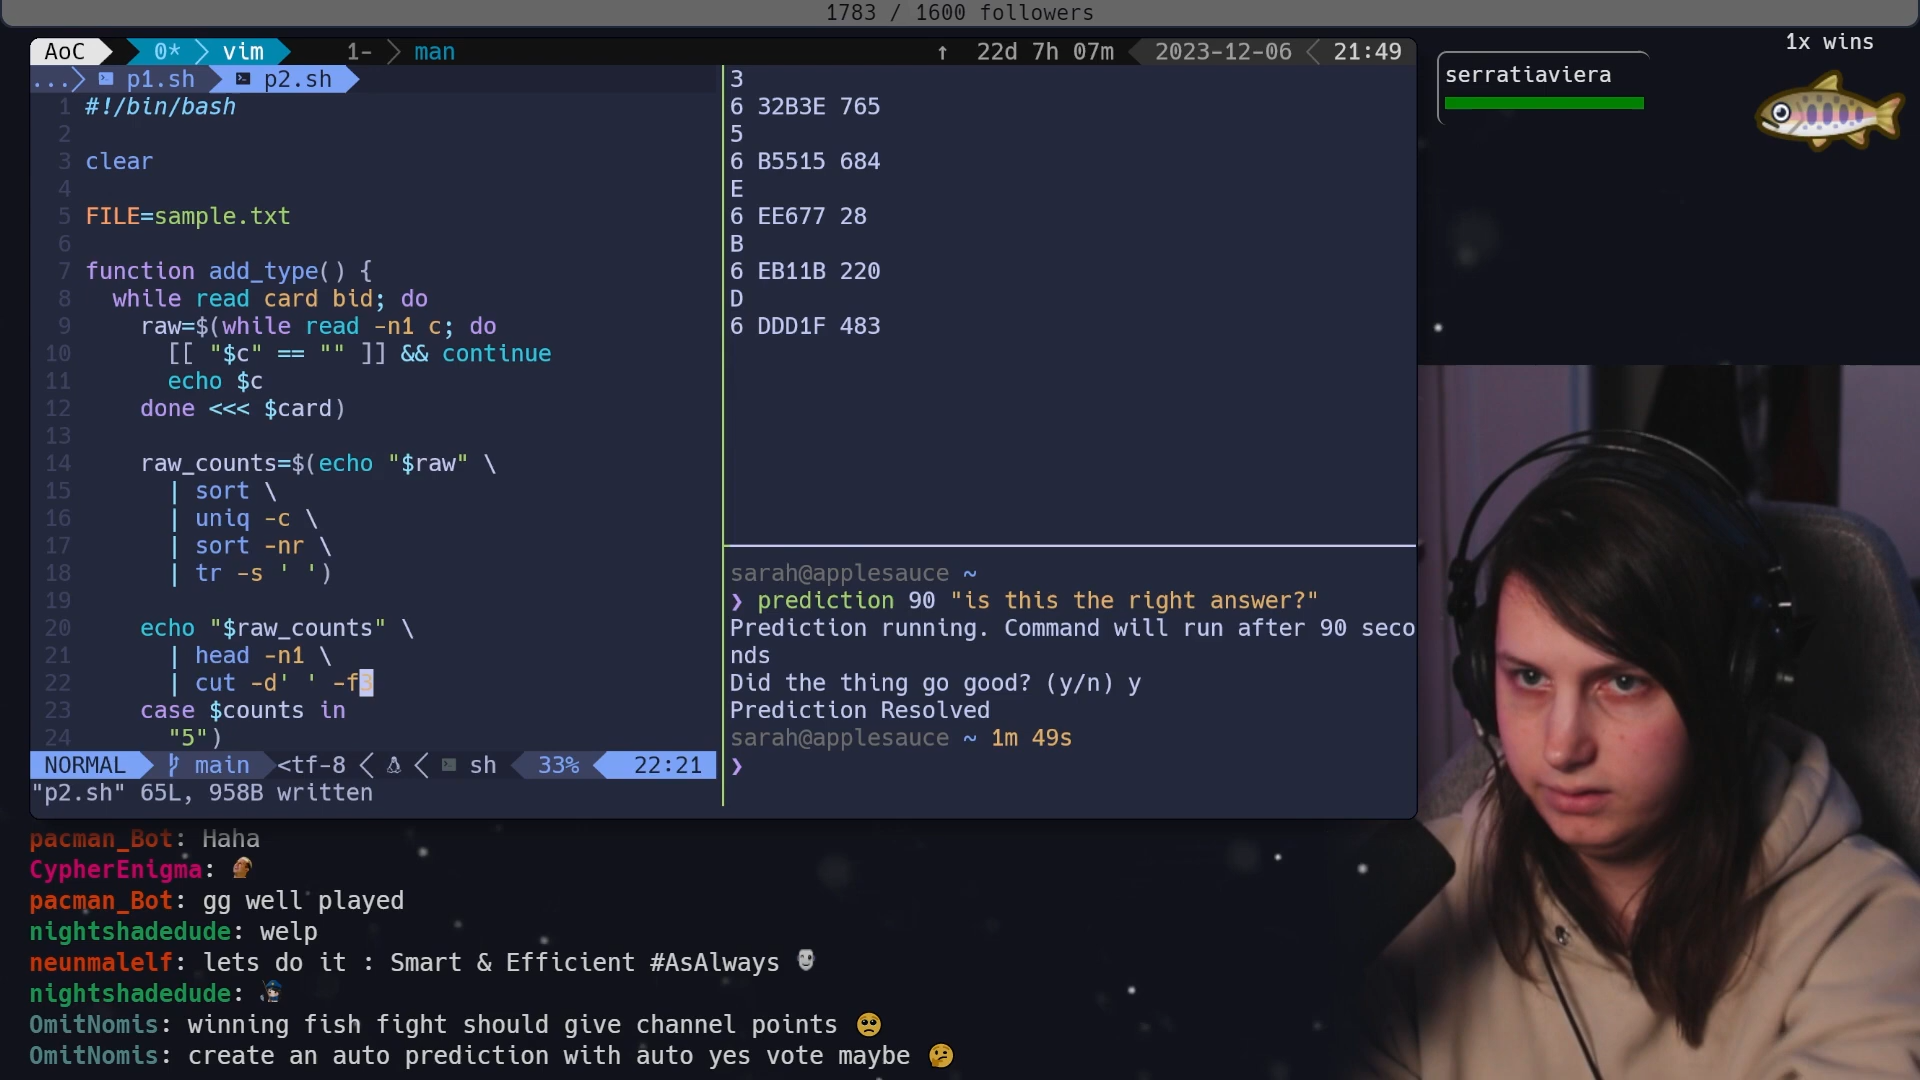 1783 / 1600 followers
AoC 0* vim 1- man ↑ 22d 7h 07m 2023-12-06 21:49
... p1.sh p2.sh
1 #!/bin/bash
2
3 clear
4
5 FILE=sample.txt
6
7 function add_type() {
8 while read card bid; do
9 raw=$(while read -n1 c; do
10 [[ "$c" == "" ]] && continue
11 echo $c
12 done <<< $card)
13
14 raw_counts=$(echo "$raw" \
15 | sort \
16 | uniq -c \
17 | sort -nr \
18 | tr -s ' ')
19
20 echo "$raw_counts" \
21 | head -n1 \
22 | cut -d' ' -f3
23 case $counts in
24 "5")
NORMAL main <tf-8 sh 33% 22:21
"p2.sh" 65L, 958B written
3
6 32B3E 765
5
6 B5515 684
E
6 EE677 28
B
6 EB11B 220
D
6 DDD1F 483
sarah@applesauce ~
❯ prediction 90 "is this the right answer?"
Prediction running. Command will run after 90 seco
nds
Did the thing go good? (y/n) y
Prediction Resolved
sarah@applesauce ~ 1m 49s
❯
serratiaviera
1x wins
pacman_Bot: Haha
CypherEnigma:
pacman_Bot: gg well played
nightshadedude: welp
neunmalelf: lets do it : Smart & Efficient #AsAlways
nightshadedude:
OmitNomis: winning fish fight should give channel points 🥺
OmitNomis: create an auto prediction with auto yes vote maybe 🤔